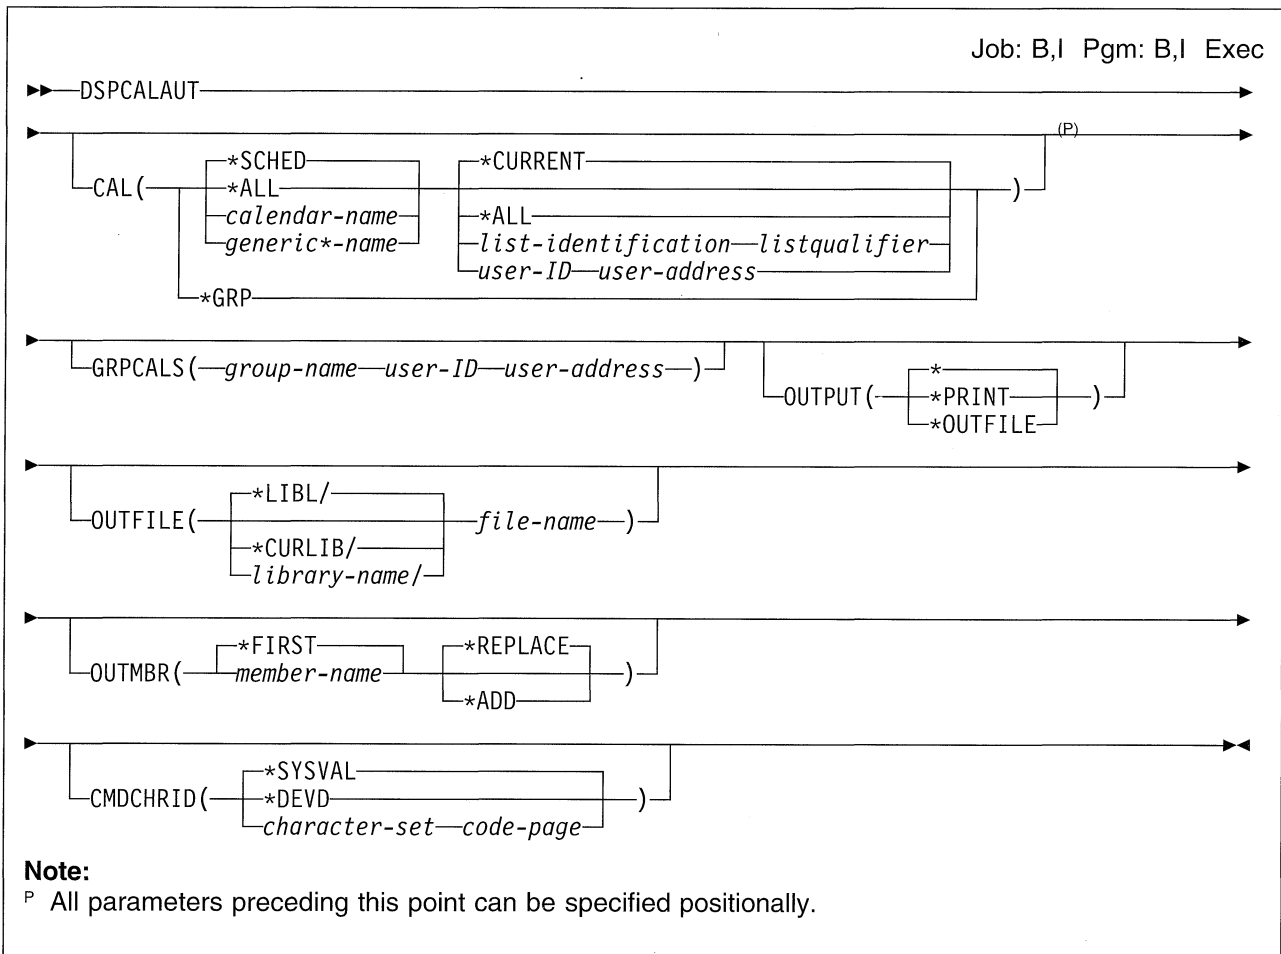 Job: B,I Pgm: B,I Exec
DSPCALAUT
(P)
*SCHED *CURRENT
CAL( *ALL )
calendar-name *ALL
generic*-name list-identification listqualifier
user-ID user-address
*GRP
GRPCALS( group-name user-ID user-address )
*
OUTPUT( *PRINT )
*OUTFILE
*LIBL/
OUTFILE( file-name )
*CURLIB/
library-name/
*FIRST *REPLACE
OUTMBR( member-name )
*ADD
*SYSVAL
CMDCHRID( *DEVD )
character-set code-page
Note:
P All parameters preceding this point can be specified positionally.